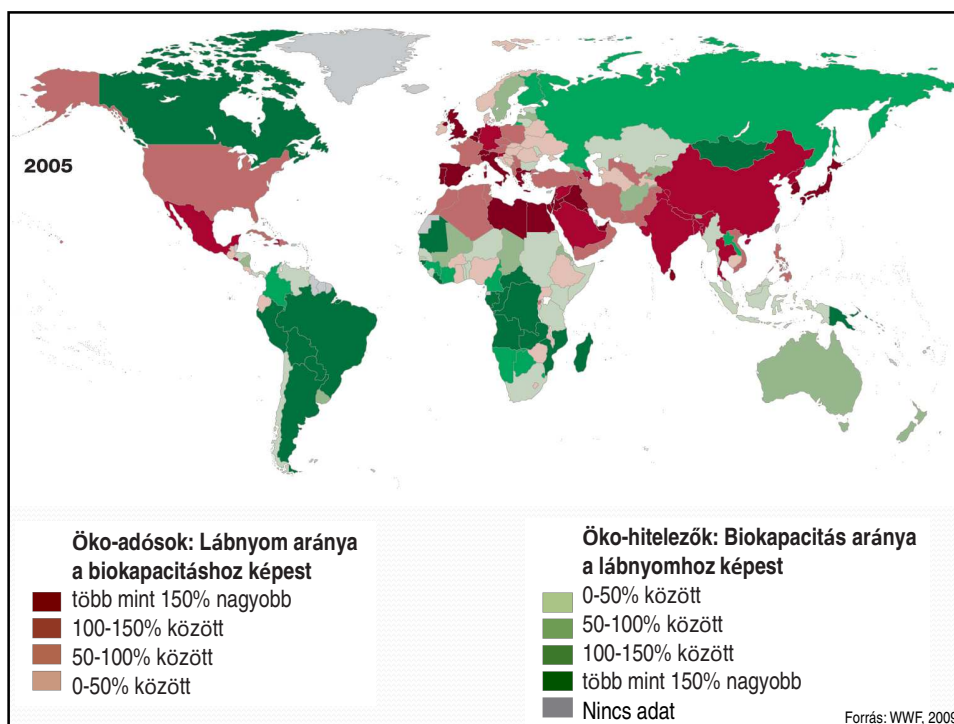 2005
Öko-adósok: Lábnyom aránya
a biokapacitáshoz képest
több mint 150% nagyobb
100-150% között
50-100% között
0-50% között
Öko-hitelezők: Biokapacitás aránya
a lábnyomhoz képest
0-50% között
50-100% között
100-150% között
több mint 150% nagyobb
Nincs adat
Forrás: WWF, 2009